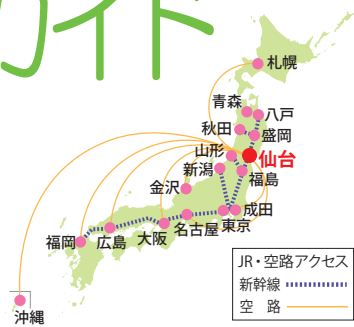 ガイド
札幌
青森
八戸
秋田
盛岡
山形
仙台
新潟
福島
金沢
成田
東京
名古屋
大阪
広島
福岡
沖縄
JR・空路アクセス
新幹線
空路